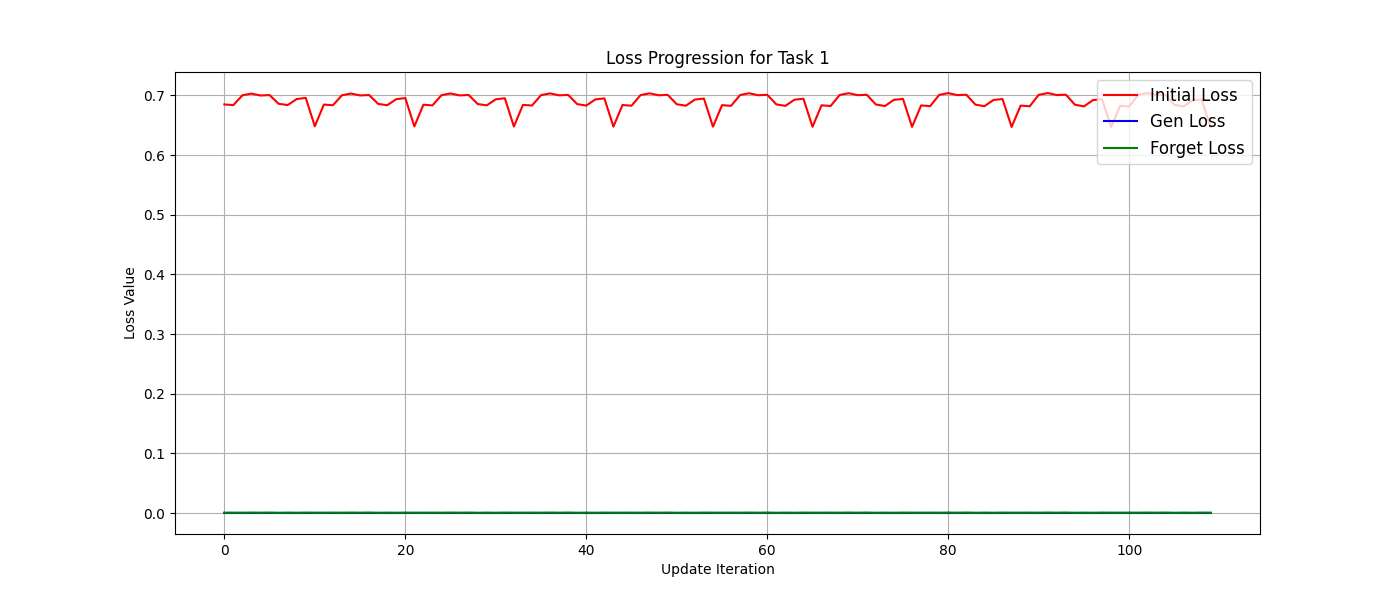 Loss Progression for Task 1
Initial Loss
Gen Loss
Forget Loss
Loss Value
0.7
0.6
0.5
0.4
0.3
0.2
0.1
0.0
0 20 40 60 80 100
Update Iteration